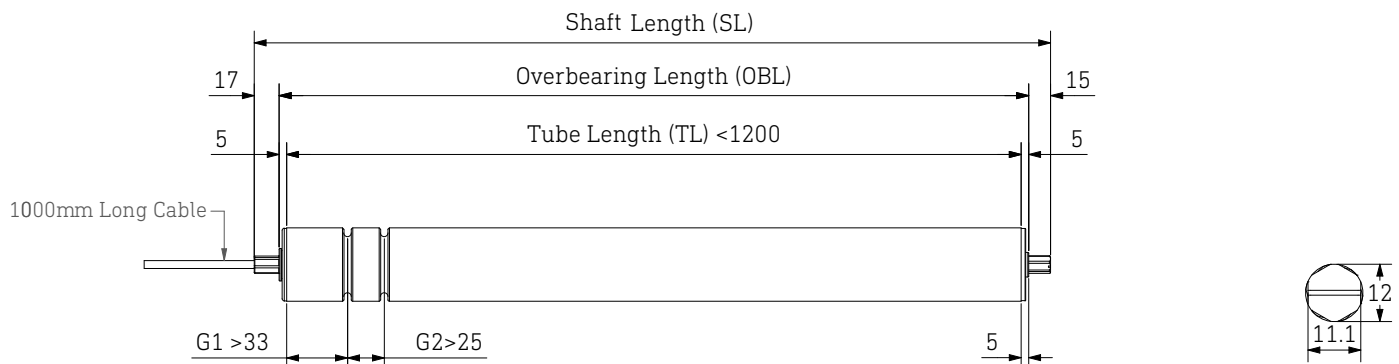 Shaft Length (SL)
17
Overbearing Length (OBL)
15
5
Tube Length (TL) <1200
5
1000mm Long Cable
12
G1 >33
G2>25
5
11.1